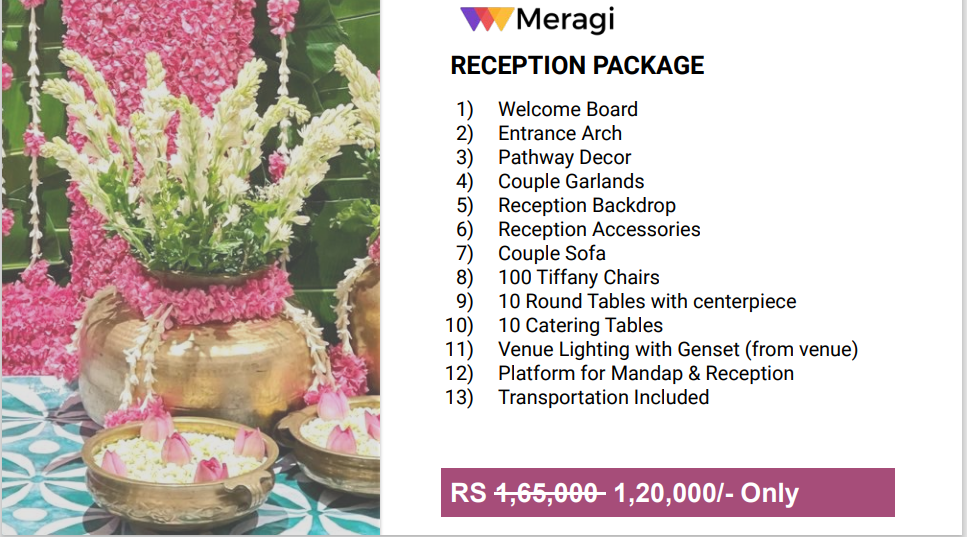 Meragi
RECEPTION PACKAGE
1) Welcome Board
2) Entrance Arch
3) Pathway Decor
4) Couple Garlands
5) Reception Backdrop
6) Reception Accessories
7) Couple Sofa
8) 100 Tiffany Chairs
9) 10 Round Tables with centerpiece
10) 10 Catering Tables
11) Venue Lighting with Genset (from venue)
12) Platform for Mandap & Reception
13) Transportation Included
RS 1,65,000- 1,20,000/- Only